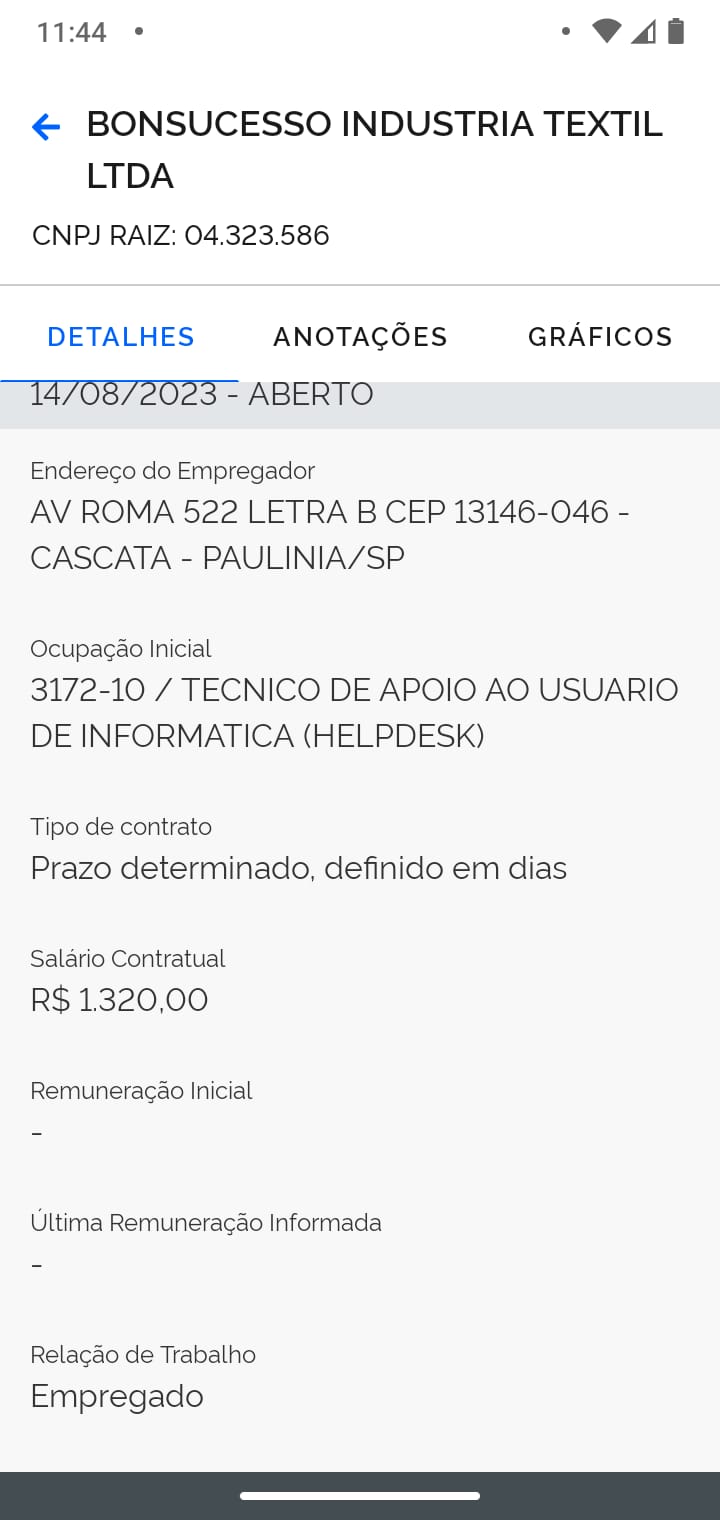 11:44
BONSUCESSO INDUSTRIA TEXTIL
LTDA
CNPJ RAIZ: 04.323.586
DETALHES
ANOTAÇÕES
GRÁFICOS
14/08/2023 - ABERTO
Endereço do Empregador
AV ROMA 522 LETRA B CEP 13146-046 -
CASCATA - PAULINIA/SP
Ocupação Inicial
3172-10 / TECNICO DE APOIO AO USUARIO
DE INFORMATICA (HELPDESK)
Tipo de contrato
Prazo determinado, definido em dias
Salário Contratual
R$ 1.320,00
Remuneração Inicial
-
Última Remuneração Informada
-
Relação de Trabalho
Empregado